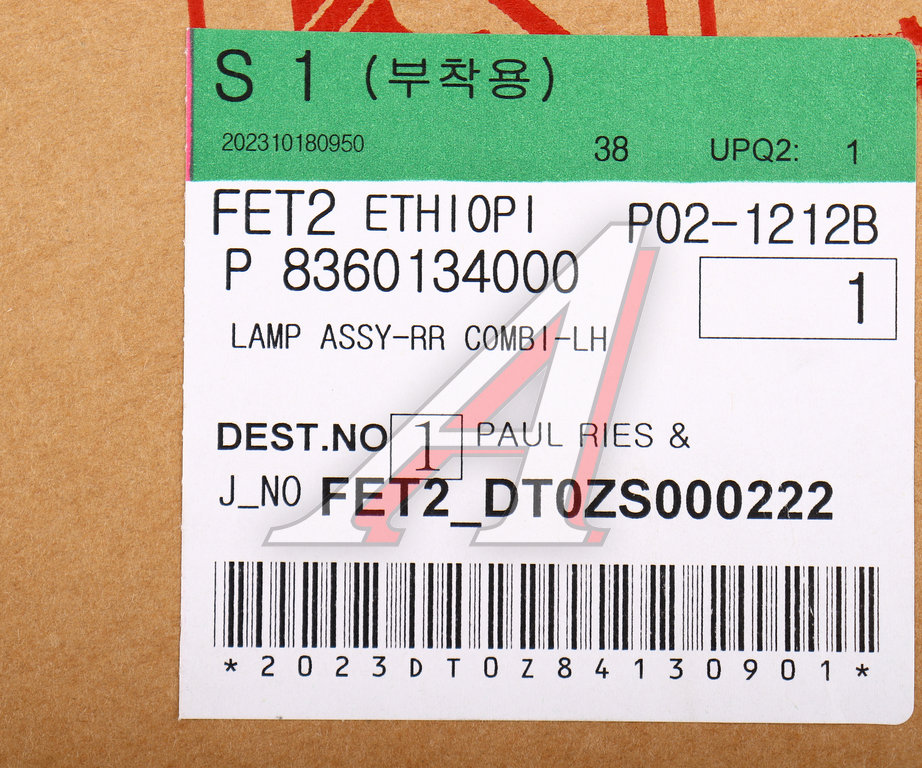 S 1 (부착용)
202310180950 38 UPQ2: 1
FET2 ETHIOPI P02-1212B
P 8360134000 1
LAMP ASSY-RR COMBI-LH
DEST.NO 1 PAUL RIES &
J_NO FET2_DT0ZS000222
*2023DT0Z84130901*